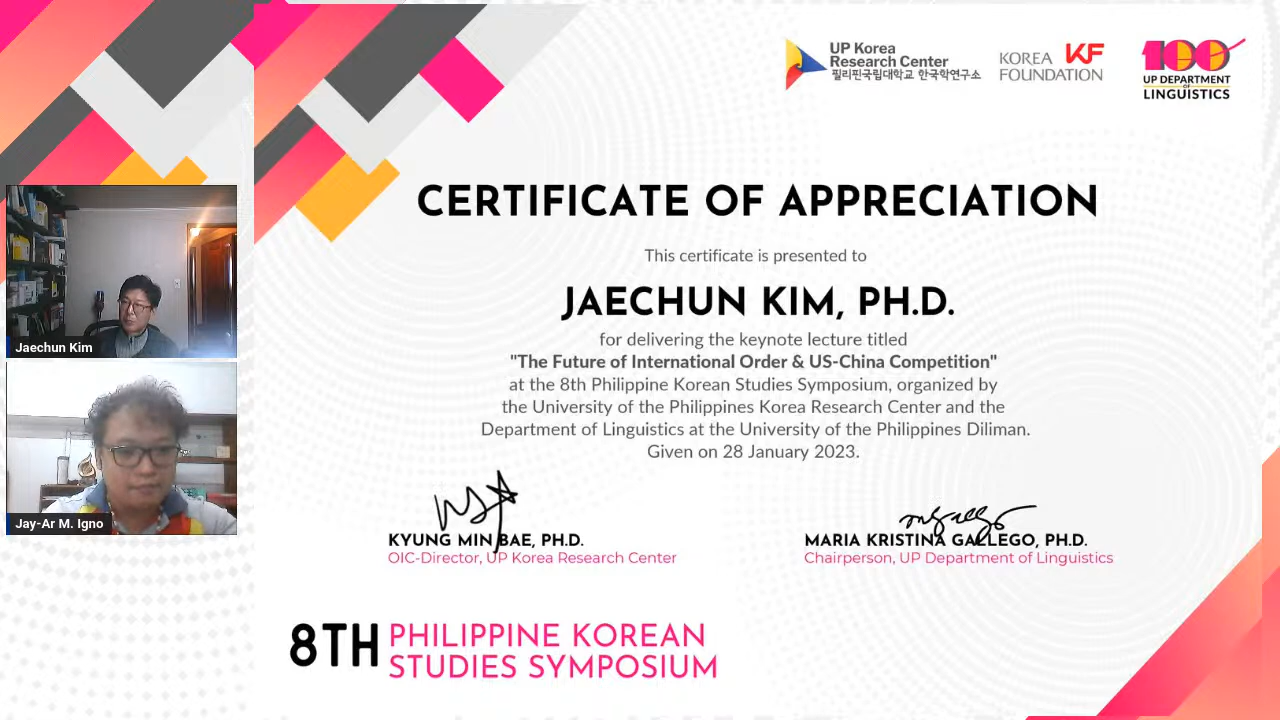 UP Korea
Research Center
필리핀국립대학교 한국학연구소
KOREA KF
FOUNDATION
100
UP DEPARTMENT
OF
LINGUISTICS
CERTIFICATE OF APPRECIATION
This certificate is presented to
JAECHUN KIM, PH.D.
for delivering the keynote lecture titled
"The Future of International Order & US-China Competition"
at the 8th Philippine Korean Studies Symposium, organized by
the University of the Philippines Korea Research Center and the
Department of Linguistics at the University of the Philippines Diliman.
Given on 28 January 2023.
Jaechun Kim
Jay-Ar M. Igno
KYUNG MIN BAE, PH.D.
OIC-Director, UP Korea Research Center
MARIA KRISTINA GALLEGO, PH.D.
Chairperson, UP Department of Linguistics
8TH PHILIPPINE KOREAN
STUDIES SYMPOSIUM